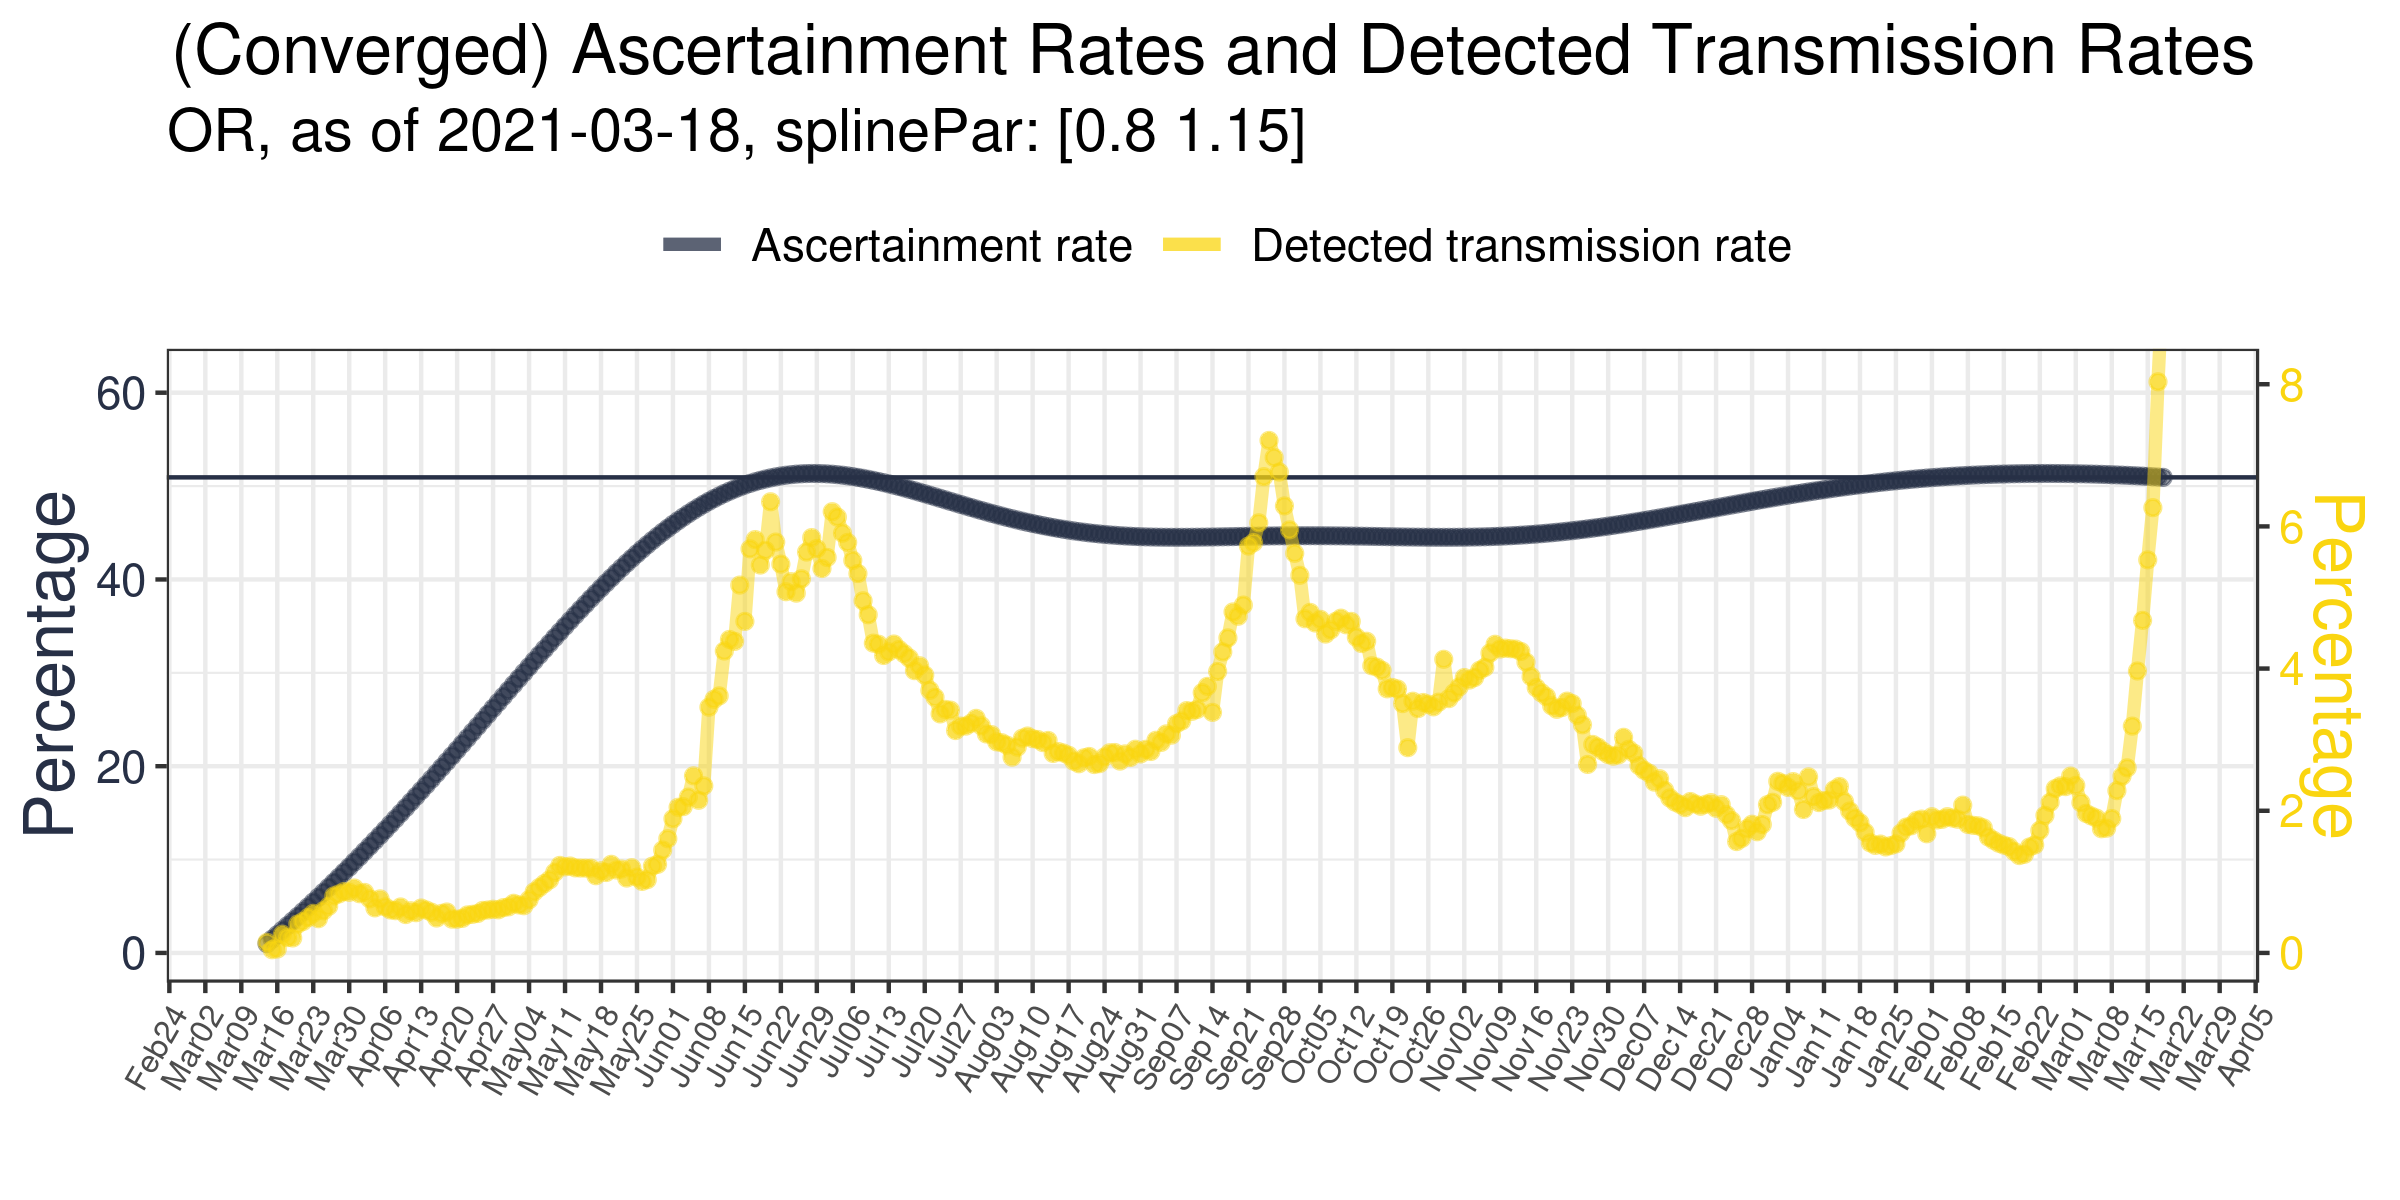 (Converged) Ascertainment Rates and Detected Transmission Rates
OR, as of 2021-03-18, splinePar: [0.8 1.15]
Ascertainment rate
Detected transmission rate
Percentage
60
40
20
0
8
6
4
2
0
Percentage
Feb24
Mar02
Mar09
Mar16
Mar23
Mar30
Apr06
Apr13
Apr20
Apr27
May04
May11
May18
May25
Jun01
Jun08
Jun15
Jun22
Jun29
Jul06
Jul13
Jul20
Jul27
Aug03
Aug10
Aug17
Aug24
Aug31
Sep07
Sep14
Sep21
Sep28
Oct05
Oct12
Oct19
Oct26
Nov02
Nov09
Nov16
Nov23
Nov30
Dec07
Dec14
Dec21
Dec28
Jan04
Jan11
Jan18
Jan25
Feb01
Feb08
Feb15
Feb22
Mar01
Mar08
Mar15
Mar22
Mar29
Apr05